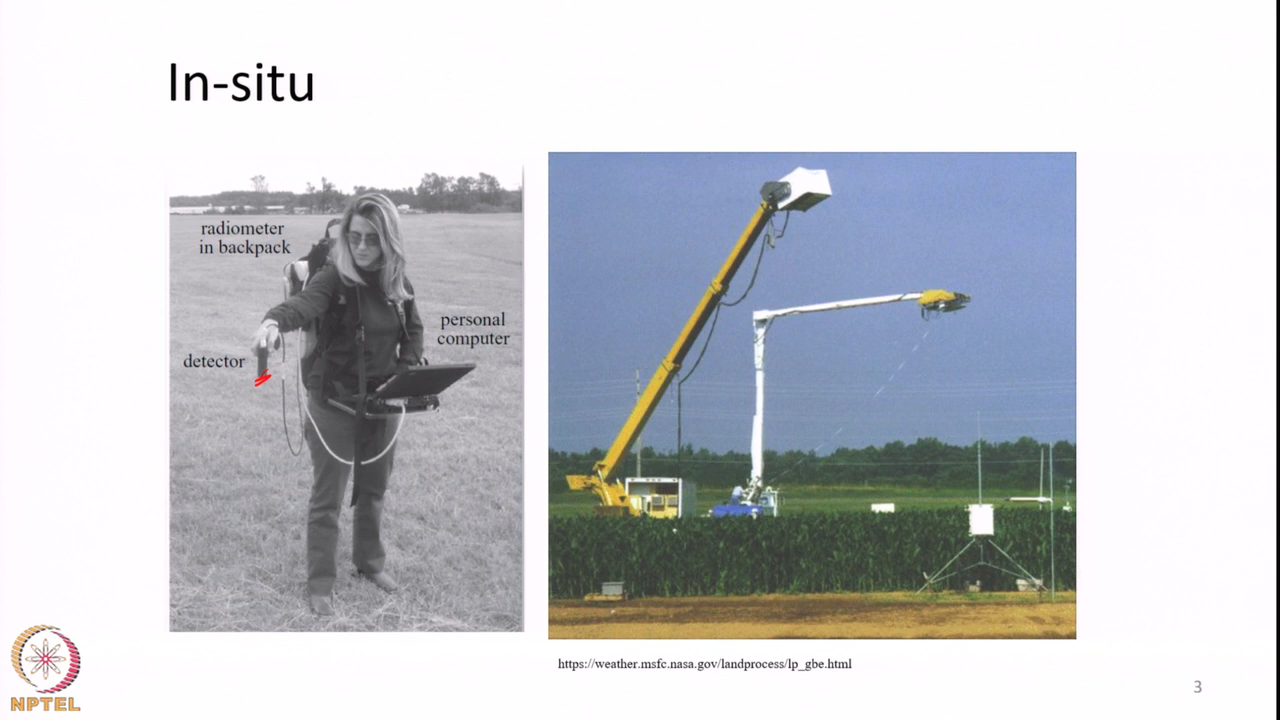 In-situ
radiometer
in backpack
personal
computer
detector
https://weather.msfc.nasa.gov/landprocess/lp_gbe.html
3
NPTEL